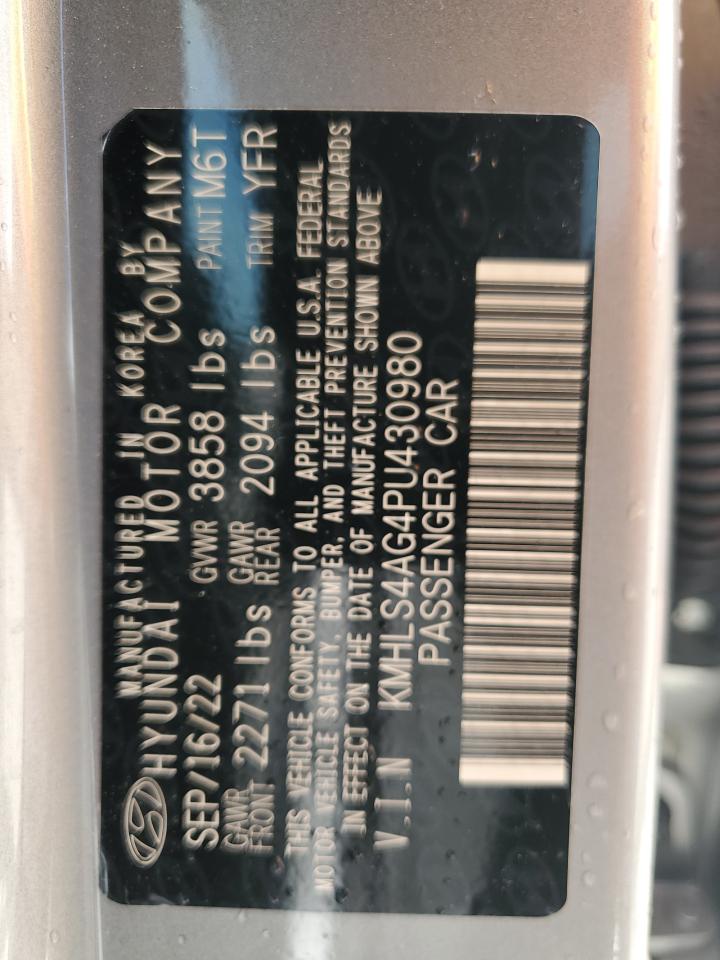 MANUFACTURED IN KOREA BY
HYUNDAI MOTOR COMPANY
SEP/16/22 GVWR 3858 lbs PAINT M6T
GAWR FRONT 2271 lbs GAWR REAR 2094 lbs TRIM YFR
THIS VEHICLE CONFORMS TO ALL APPLICABLE U.S.A. FEDERAL
MOTOR VEHICLE SAFETY, BUMPER, AND THEFT PREVENTION STANDARDS
IN EFFECT ON THE DATE OF MANUFACTURE SHOWN ABOVE
V.I.N KMHLS4AG4PU430980
PASSENGER CAR